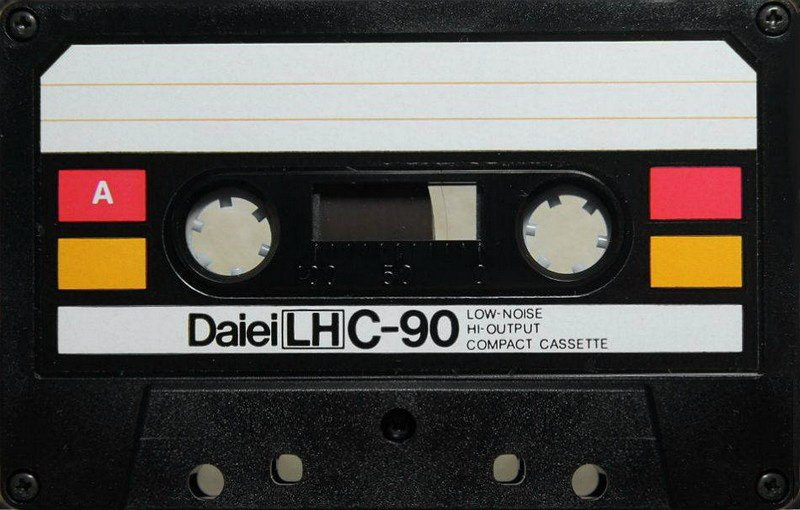 A
100 50 0
Daiei LH C-90
LOW-NOISE
HI-OUTPUT
COMPACT CASSETTE